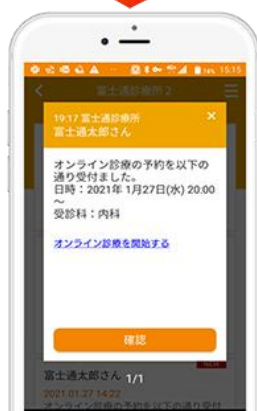 74% 15:15
富士通診療所 2
19:17 富士通診療所
富士通太郎さん
×
オンライン診療の予約を以下の
通り受付ました。
日時：2021年 1月27日(水) 20:00
～
受診科：内科
オンライン診療を開始する
確認
富士通太郎さん
1/1
2021.01.27 14:22
オンライン診療の予約を以下の通り受付